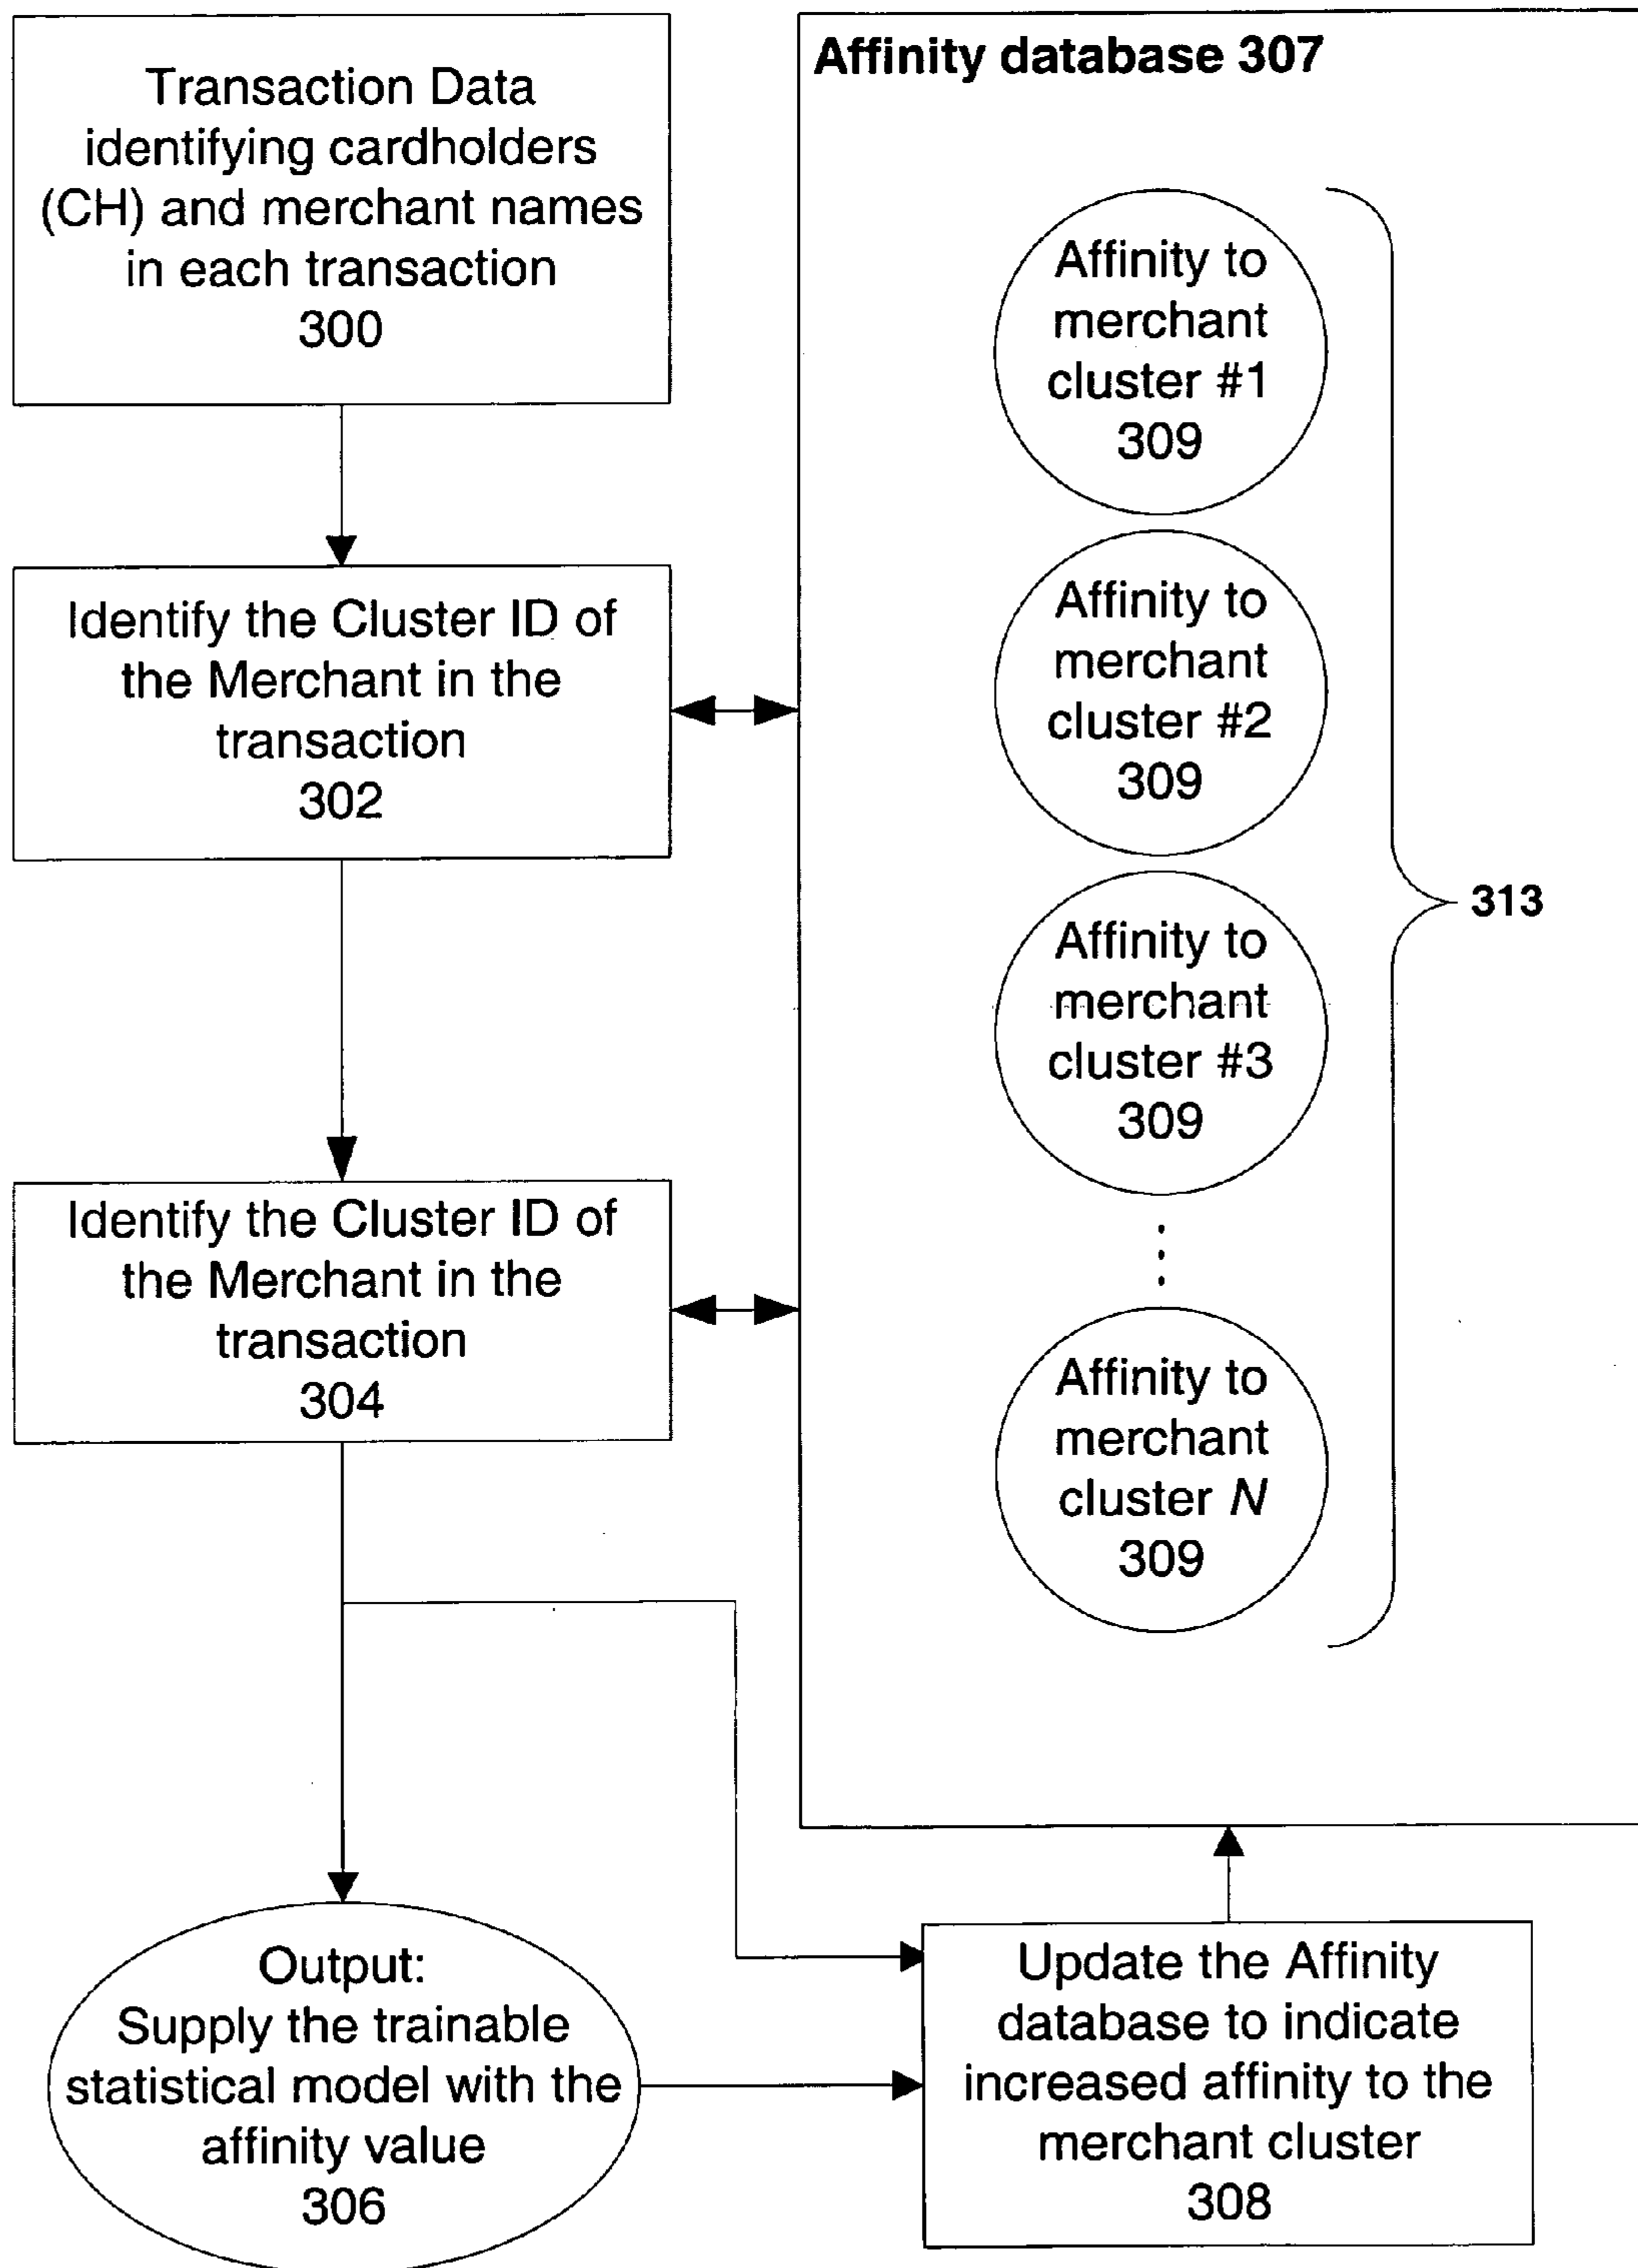 Transaction Data
identifying cardholders
(CH) and merchant names
in each transaction
300
Identify the Cluster ID of
the Merchant in the
transaction
302
Identify the Cluster ID of
the Merchant in the
transaction
304
Output:
Supply the trainable
statistical model with the
affinity value
306
Affinity database 307
Affinity to
merchant
cluster #1
309
Affinity to
merchant
cluster #2
309
Affinity to
merchant
cluster #3
309
Affinity to
merchant
cluster N
309
313
Update the Affinity
database to indicate
increased affinity to the
merchant cluster
308